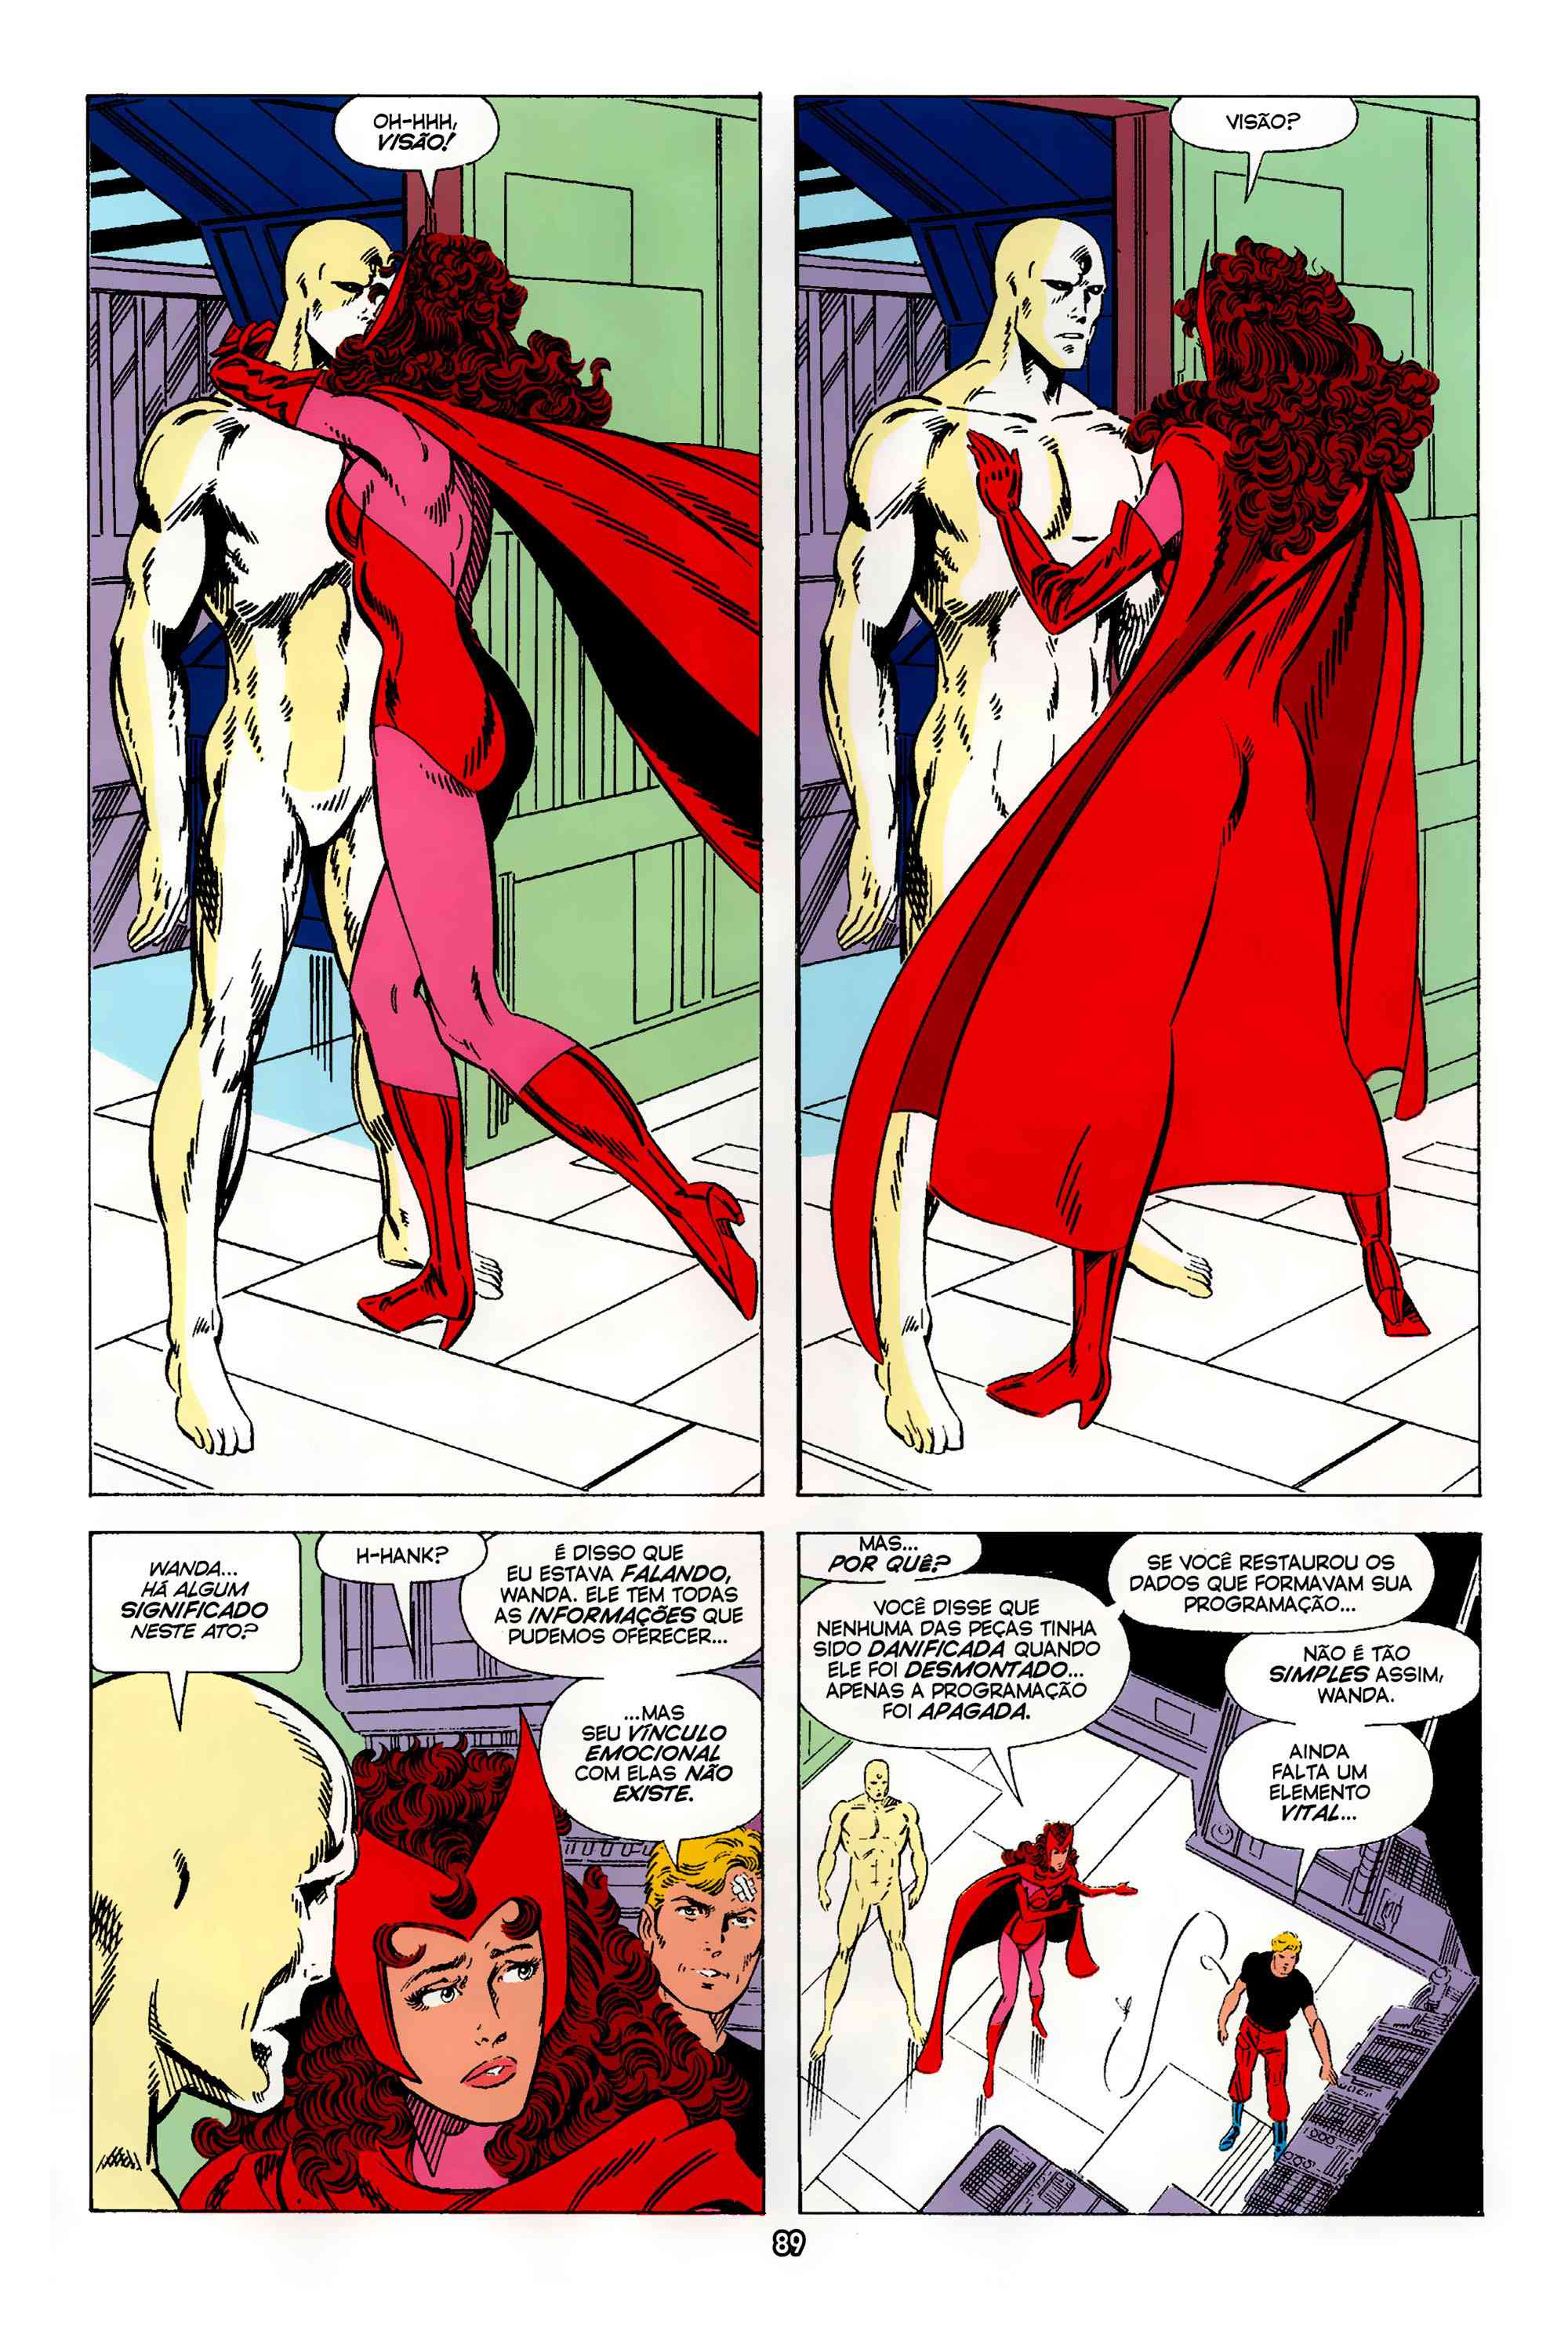 OH-HHH,
VISÃO!
VISÃO?
WANDA...
HÁ ALGUM
SIGNIFICADO
NESTE ATO?
H-HANK?
É DISSO QUE
EU ESTAVA FALANDO,
WANDA. ELE TEM TODAS
AS INFORMAÇÕES QUE
PUDEMOS OFERECER...
...MAS
SEU VÍNCULO
EMOCIONAL
COM ELAS NÃO
EXISTE.
MAS...
POR QUÊ?
VOCÊ DISSE QUE
NENHUMA DAS PEÇAS TINHA
SIDO DANIFICADA QUANDO
ELE FOI DESMONTADO...
APENAS A PROGRAMAÇÃO
FOI APAGADA.
SE VOCÊ RESTAUROU OS
DADOS QUE FORMAVAM SUA
PROGRAMAÇÃO...
NÃO É TÃO
SIMPLES ASSIM,
WANDA.
AINDA
FALTA UM
ELEMENTO
VITAL...
89